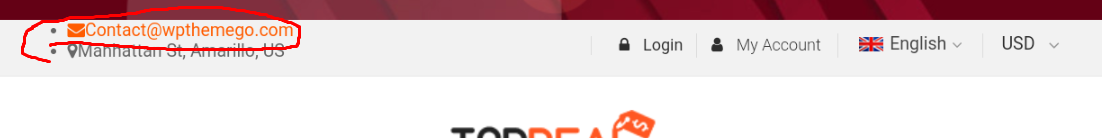 Contact@wpthemego.com
Manhattan St, Amarillo, US
Login
My Account
English
USD